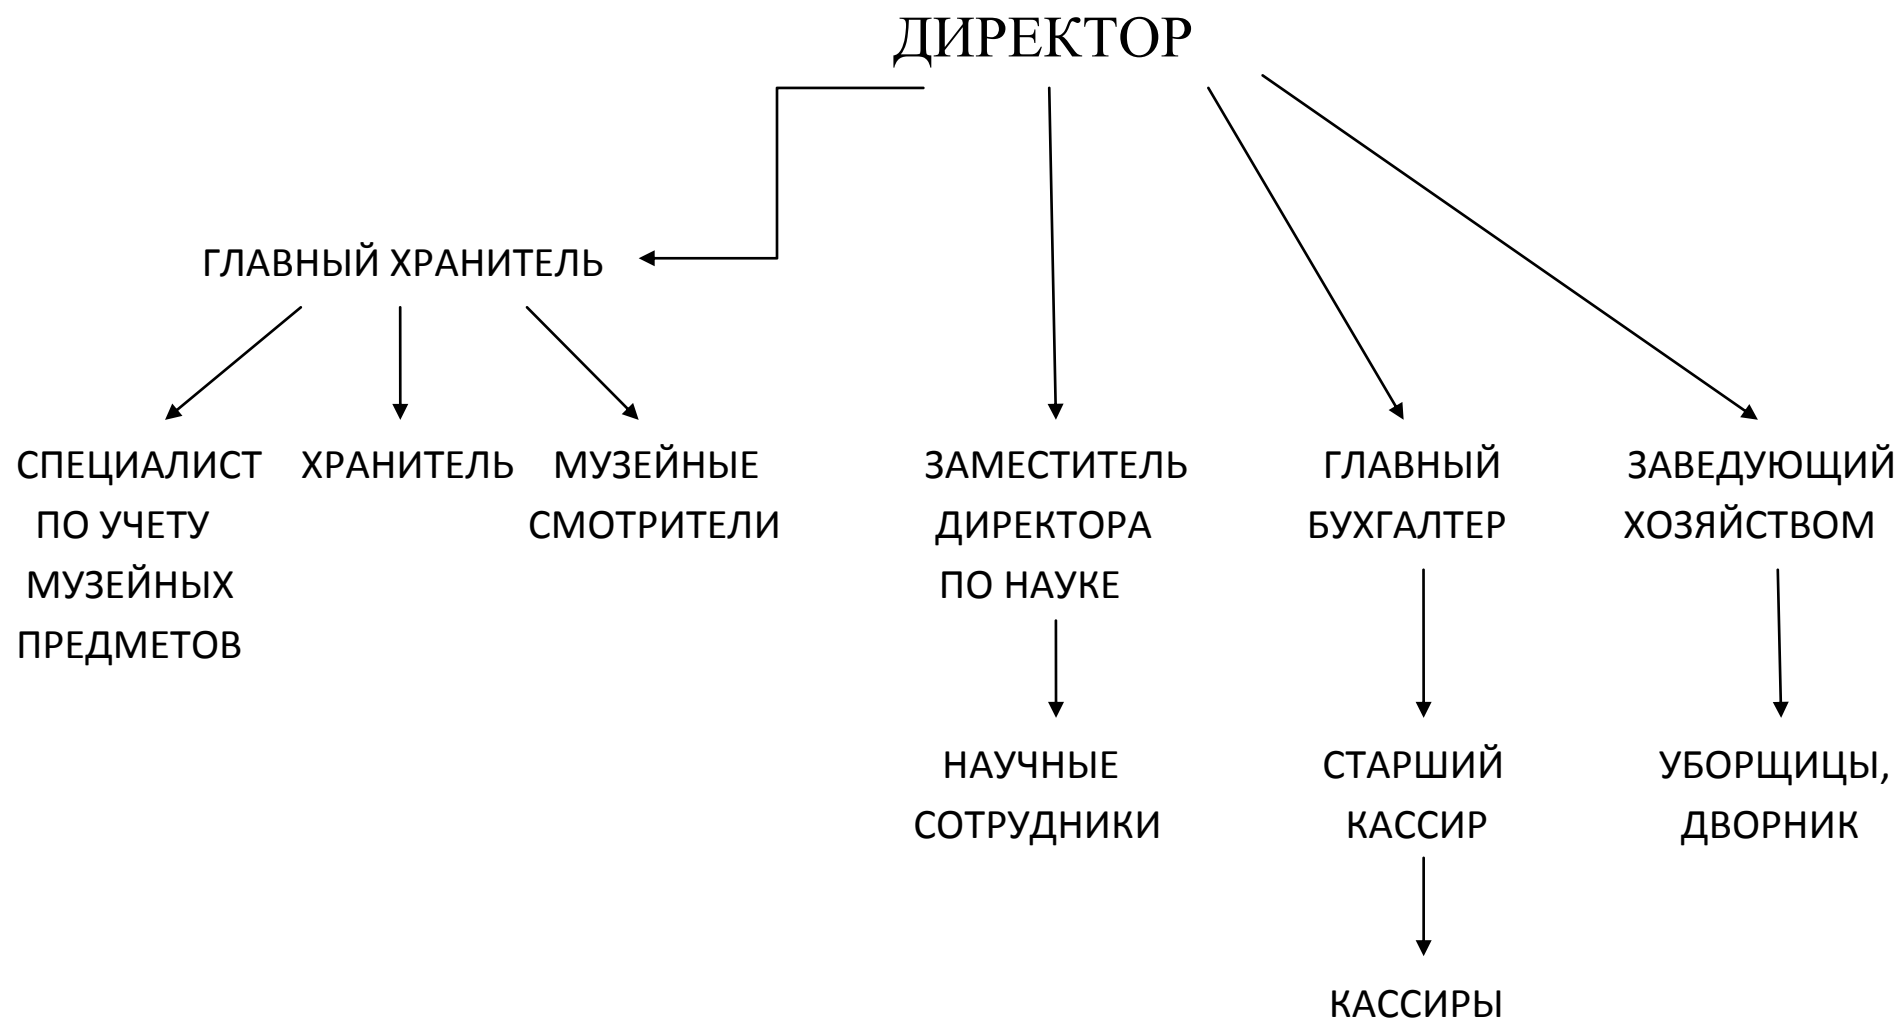 ДИРЕКТОР
ГЛАВНЫЙ ХРАНИТЕЛЬ
СПЕЦИАЛИСТ
ПО УЧЕТУ
МУЗЕЙНЫХ
ПРЕДМЕТОВ
ХРАНИТЕЛЬ
МУЗЕЙНЫЕ
СМОТРИТЕЛИ
ЗАМЕСТИТЕЛЬ
ДИРЕКТОРА
ПО НАУКЕ
ГЛАВНЫЙ
БУХГАЛТЕР
ЗАВЕДУЮЩИЙ
ХОЗЯЙСТВОМ
НАУЧНЫЕ
СОТРУДНИКИ
СТАРШИЙ
КАССИР
УБОРЩИЦЫ,
ДВОРНИК
КАССИРЫ